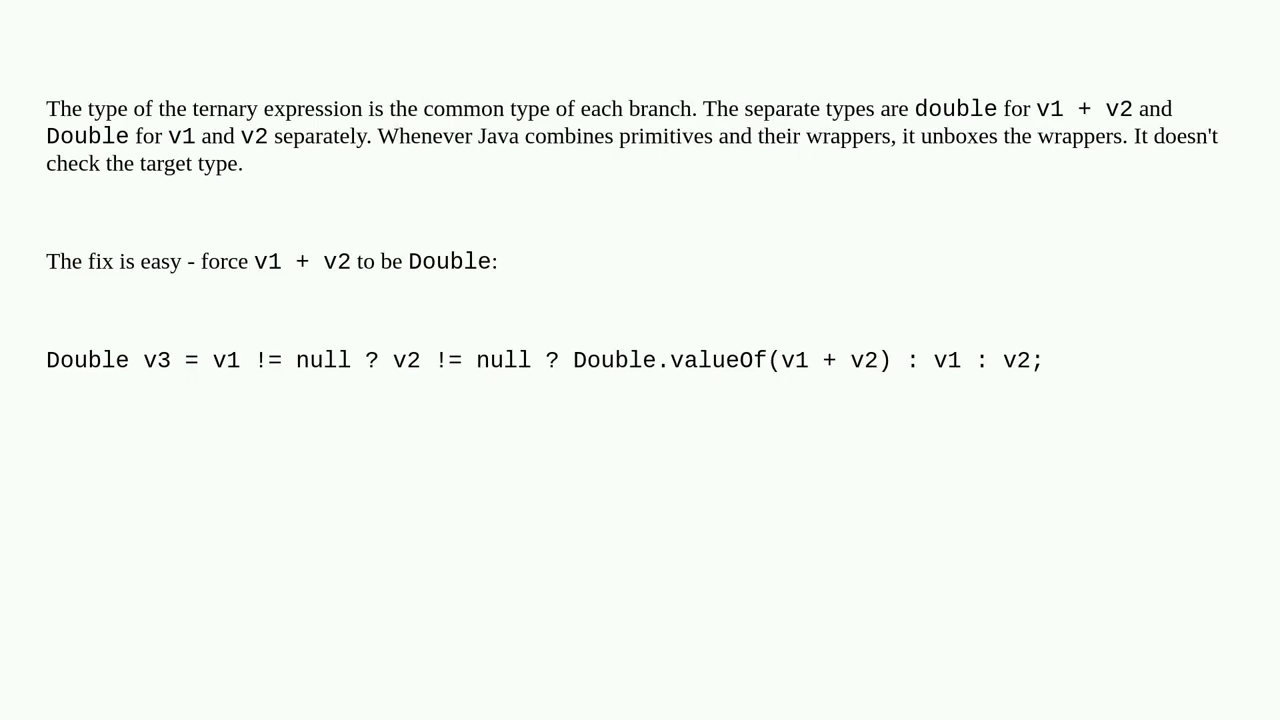 The type of the ternary expression is the common type of each branch. The separate types are double for v1 + v2 and
Double for v1 and v2 separately. Whenever Java combines primitives and their wrappers, it unboxes the wrappers. It doesn't
check the target type.
The fix is easy - force v1 + v2 to be Double:
Double v3 = v1 != null ? v2 != null ? Double.valueOf(v1 + v2) : v1 : v2;